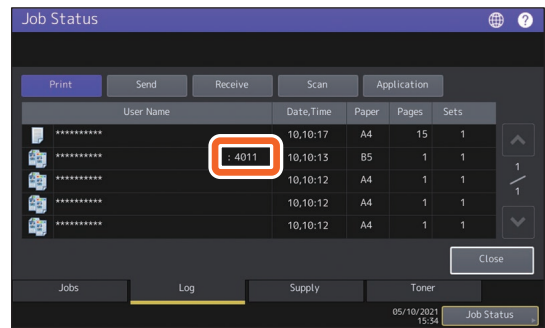 Job Status
?
Print Send Receive Scan Application
User Name Date,Time Paper Pages Sets
********** 10,10:17 A4 15 1
********** : 4011 10,10:13 B5 1 1
********** 10,10:12 A4 1 1
********** 10,10:12 A4 1 1
********** 10,10:12 A4 1 1
1
/
1
Close
Jobs Log Supply Toner
05/10/2021
15:34
Job Status